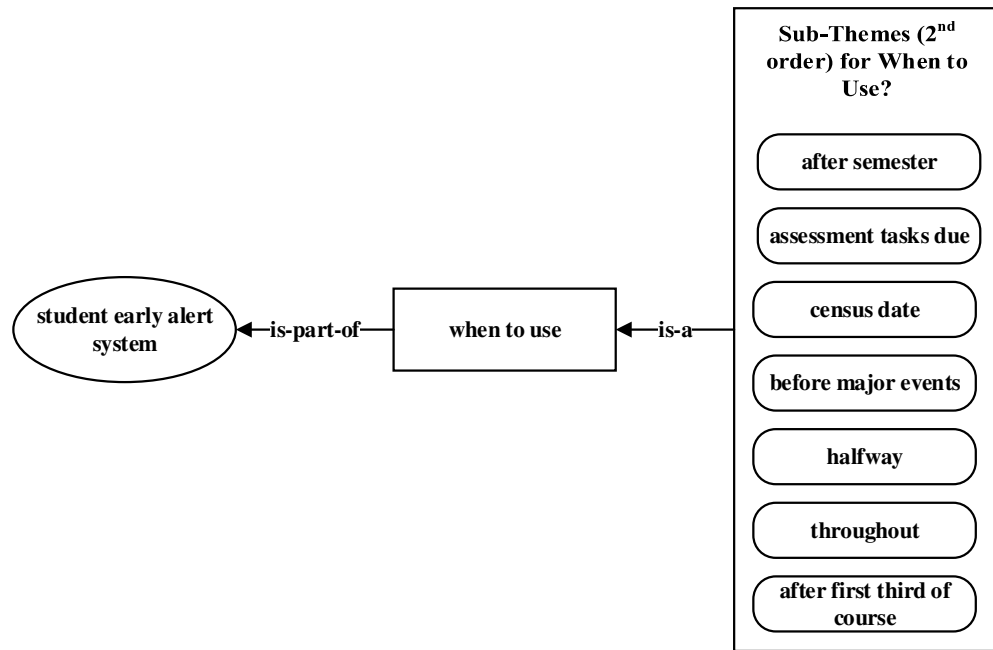 Sub-Themes (2nd
order) for When to
Use?
after semester
assessment tasks due
census date
before major events
halfway
throughout
after first third of
course
is-a
when to use
is-part-of
student early alert
system